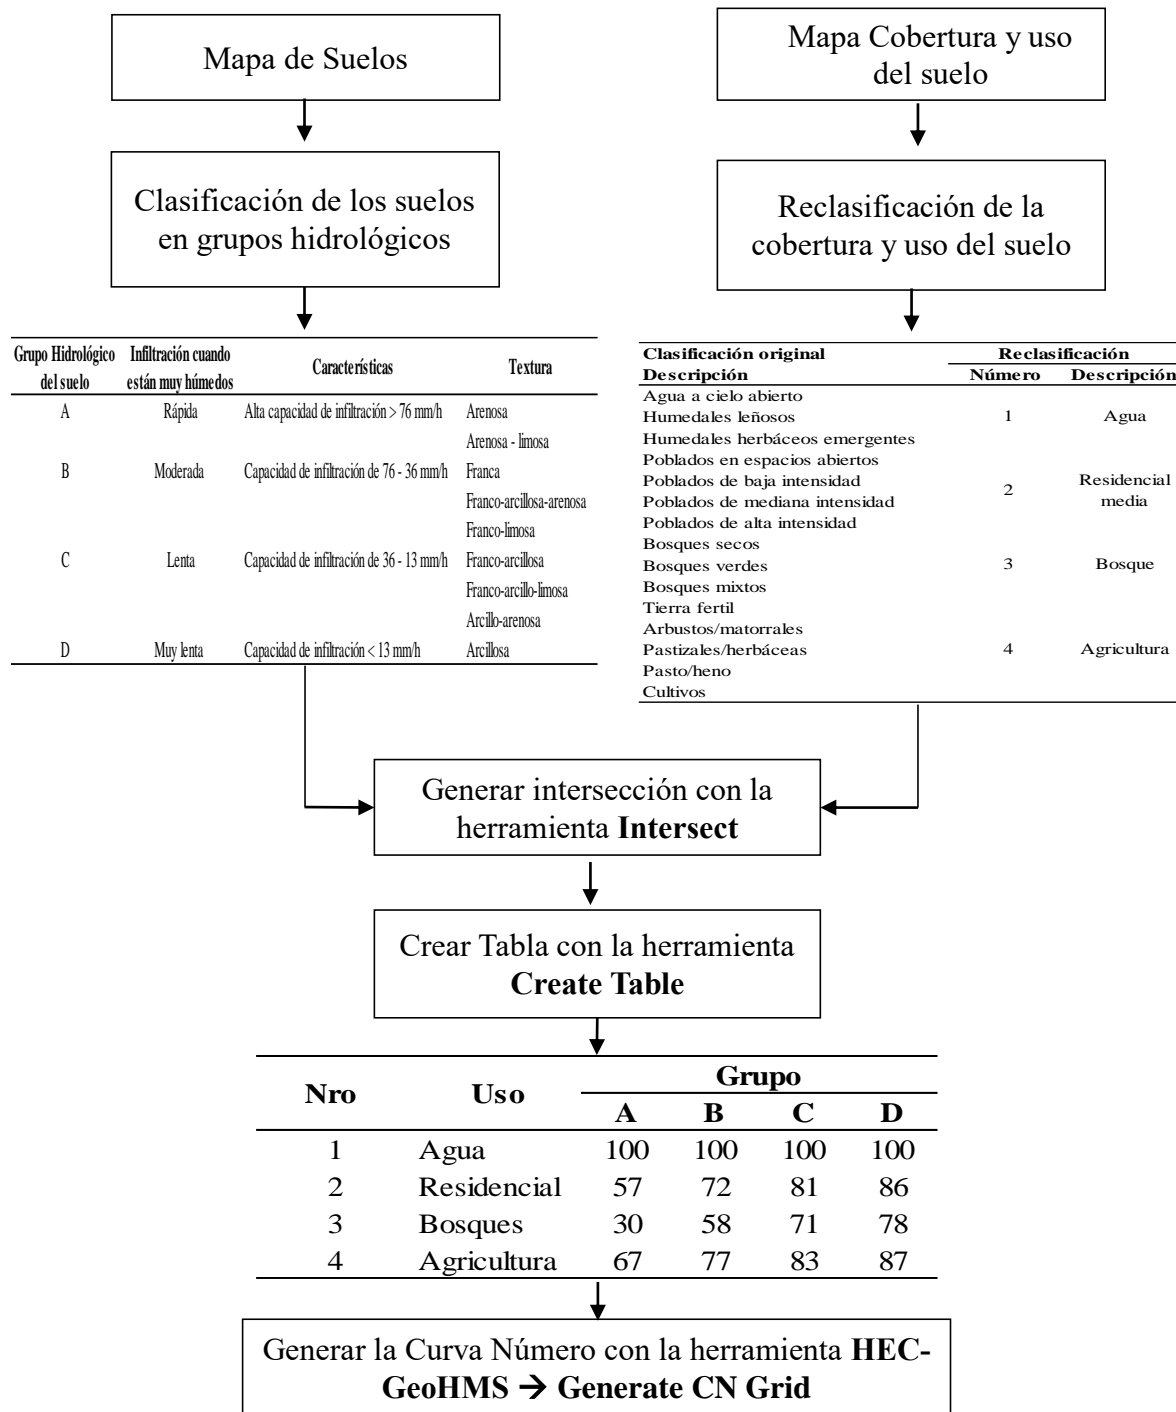 Mapa de Suelos
Mapa Cobertura y uso
del suelo
Clasificación de los suelos
en grupos hidrológicos
Reclasificación de la
cobertura y uso del suelo
Grupo Hidrológico Infiltración cuando Características Textura
del suelo están muy húmedos
A Rápida Alta capacidad de infiltración > 76 mm/h Arenosa
Arenosa - limosa
B Moderada Capacidad de infiltración de 76 - 36 mm/h Franca
Franco-arcillosa-arenosa
Franco-limosa
C Lenta Capacidad de infiltración de 36 - 13 mm/h Franco-arcillosa
Franco-arcillo-limosa
Arcillo-arenosa
D Muy lenta Capacidad de infiltración < 13 mm/h Arcillosa
Clasificación original Reclasificación
Descripción Número Descripción
Agua a cielo abierto
Humedales leñosos 1 Agua
Humedales herbáceos emergentes
Poblados en espacios abiertos
Poblados de baja intensidad 2 Residencial
Poblados de mediana intensidad media
Poblados de alta intensidad
Bosques secos
Bosques verdes 3 Bosque
Bosques mixtos
Tierra fertil
Arbustos/matorrales
Pastizales/herbáceas 4 Agricultura
Pasto/heno
Cultivos
Generar intersección con la
herramienta Intersect
Crear Tabla con la herramienta
Create Table
Nro Uso Grupo
A B C D
1 Agua 100 100 100 100
2 Residencial 57 72 81 86
3 Bosques 30 58 71 78
4 Agricultura 67 77 83 87
Generar la Curva Número con la herramienta HEC-
GeoHMS → Generate CN Grid